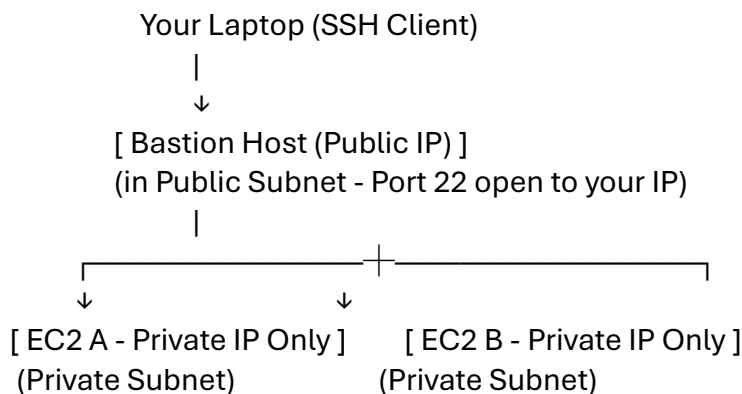 Your Laptop (SSH Client)
|
↓
[ Bastion Host (Public IP) ]
(in Public Subnet - Port 22 open to your IP)
|
┌──────────────┼──────────────┐
↓ ↓
[ EC2 A - Private IP Only ] [ EC2 B - Private IP Only ]
(Private Subnet) (Private Subnet)